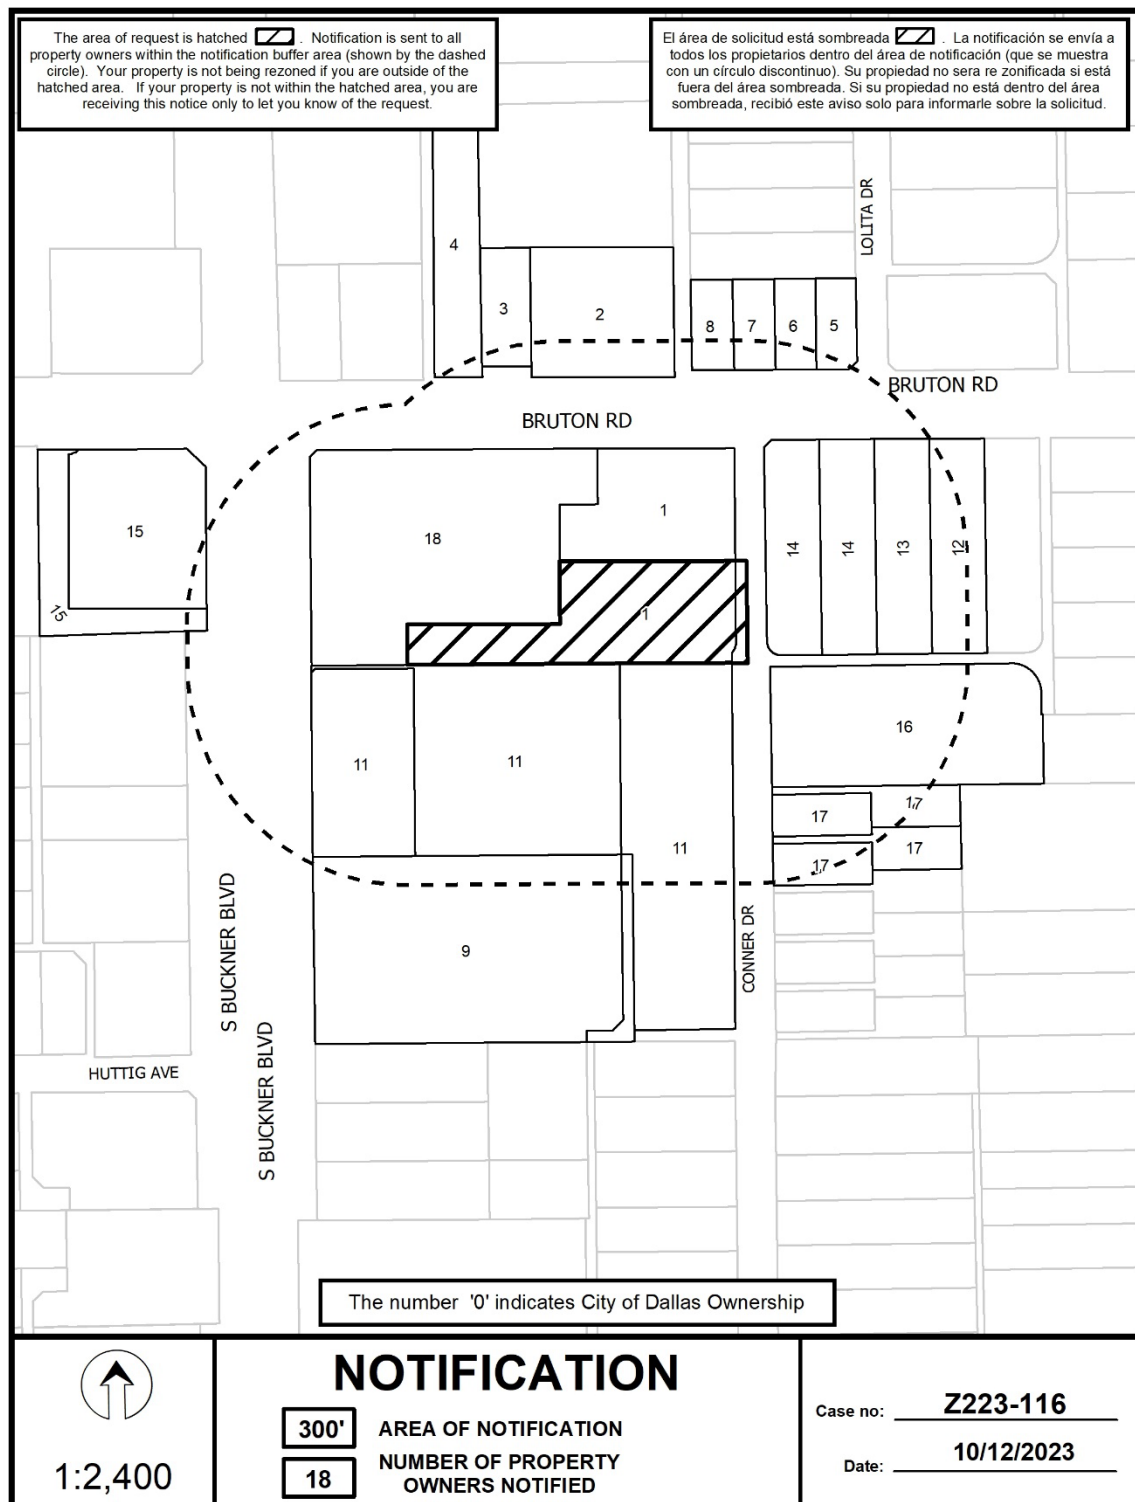 The area of request is hatched . Notification is sent to all
property owners within the notification buffer area (shown by the dashed
circle). Your property is not being rezoned if you are outside of the
hatched area. If your property is not within the hatched area, you are
receiving this notice only to let you know of the request.
El área de solicitud está sombreada . La notificación se envía a
todos los propietarios dentro del área de notificación (que se muestra
con un círculo discontinuo). Su propiedad no sera re zonificada si está
fuera del área sombreada. Si su propiedad no está dentro del área
sombreada, recibió este aviso solo para informarle sobre la solicitud.
LOLITA DR
4
3
2
8
7
6
5
BRUTON RD
BRUTON RD
15
18
1
14
14
13
12
15
1
16
11
11
17
17
11
17
17
S BUCKNER BLVD
9
CONNER DR
S BUCKNER BLVD
HUTTIG AVE
The number '0' indicates City of Dallas Ownership
1:2,400
NOTIFICATION
300' AREA OF NOTIFICATION
18 NUMBER OF PROPERTY
OWNERS NOTIFIED
Case no: Z223-116
Date: 10/12/2023